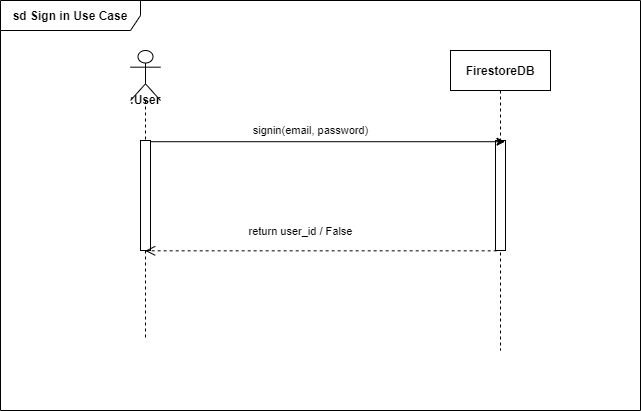 sd Sign in Use Case
:User
FirestoreDB
signin(email, password)
return user_id / False